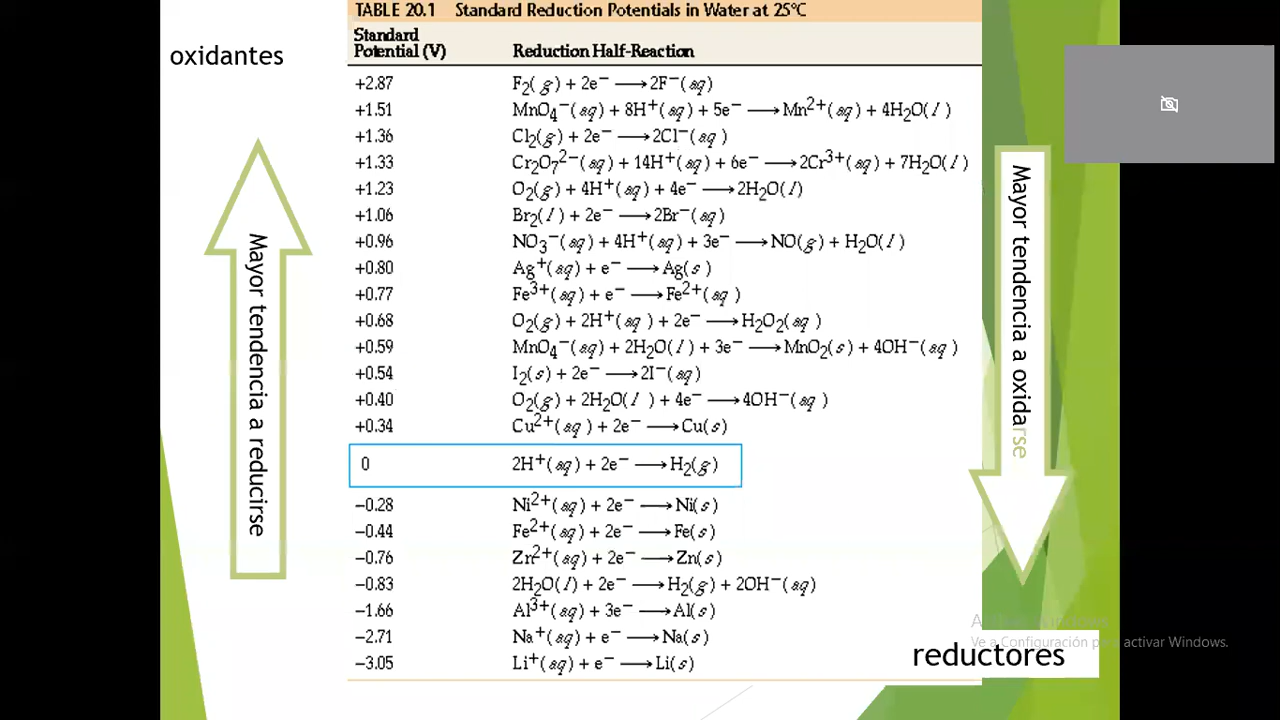 TABLE 20.1 Standard Reduction Potentials in Water at 25°C
oxidantes
Standard
Potential (V) Reduction Half-Reaction
+2.87 F₂(g) + 2e⁻ ⟶ 2F⁻(aq)
+1.51 MnO₄⁻(aq) + 8H⁺(aq) + 5e⁻ ⟶ Mn²⁺(aq) + 4H₂O(l)
+1.36 Cl₂(g) + 2e⁻ ⟶ 2Cl⁻(aq)
+1.33 Cr₂O₇²⁻(aq) + 14H⁺(aq) + 6e⁻ ⟶ 2Cr³⁺(aq) + 7H₂O(l)
+1.23 O₂(g) + 4H⁺(aq) + 4e⁻ ⟶ 2H₂O(l)
+1.06 Br₂(l) + 2e⁻ ⟶ 2Br⁻(aq)
+0.96 NO₃⁻(aq) + 4H⁺(aq) + 3e⁻ ⟶ NO(g) + H₂O(l)
+0.80 Ag⁺(aq) + e⁻ ⟶ Ag(s)
+0.77 Fe³⁺(aq) + e⁻ ⟶ Fe²⁺(aq)
+0.68 O₂(g) + 2H⁺(aq) + 2e⁻ ⟶ H₂O₂(aq)
+0.59 MnO₄⁻(aq) + 2H₂O(l) + 3e⁻ ⟶ MnO₂(s) + 4OH⁻(aq)
+0.54 I₂(s) + 2e⁻ ⟶ 2I⁻(aq)
+0.40 O₂(g) + 2H₂O(l) + 4e⁻ ⟶ 4OH⁻(aq)
+0.34 Cu²⁺(aq) + 2e⁻ ⟶ Cu(s)
0 2H⁺(aq) + 2e⁻ ⟶ H₂(g)
−0.28 Ni²⁺(aq) + 2e⁻ ⟶ Ni(s)
−0.44 Fe²⁺(aq) + 2e⁻ ⟶ Fe(s)
−0.76 Zn²⁺(aq) + 2e⁻ ⟶ Zn(s)
−0.83 2H₂O(l) + 2e⁻ ⟶ H₂(g) + 2OH⁻(aq)
−1.66 Al³⁺(aq) + 3e⁻ ⟶ Al(s)
−2.71 Na⁺(aq) + e⁻ ⟶ Na(s)
−3.05 Li⁺(aq) + e⁻ ⟶ Li(s)
Mayor tendencia a reducirse
Mayor tendencia a oxidarse
Ve a Configuración para activar Windows.
reductores